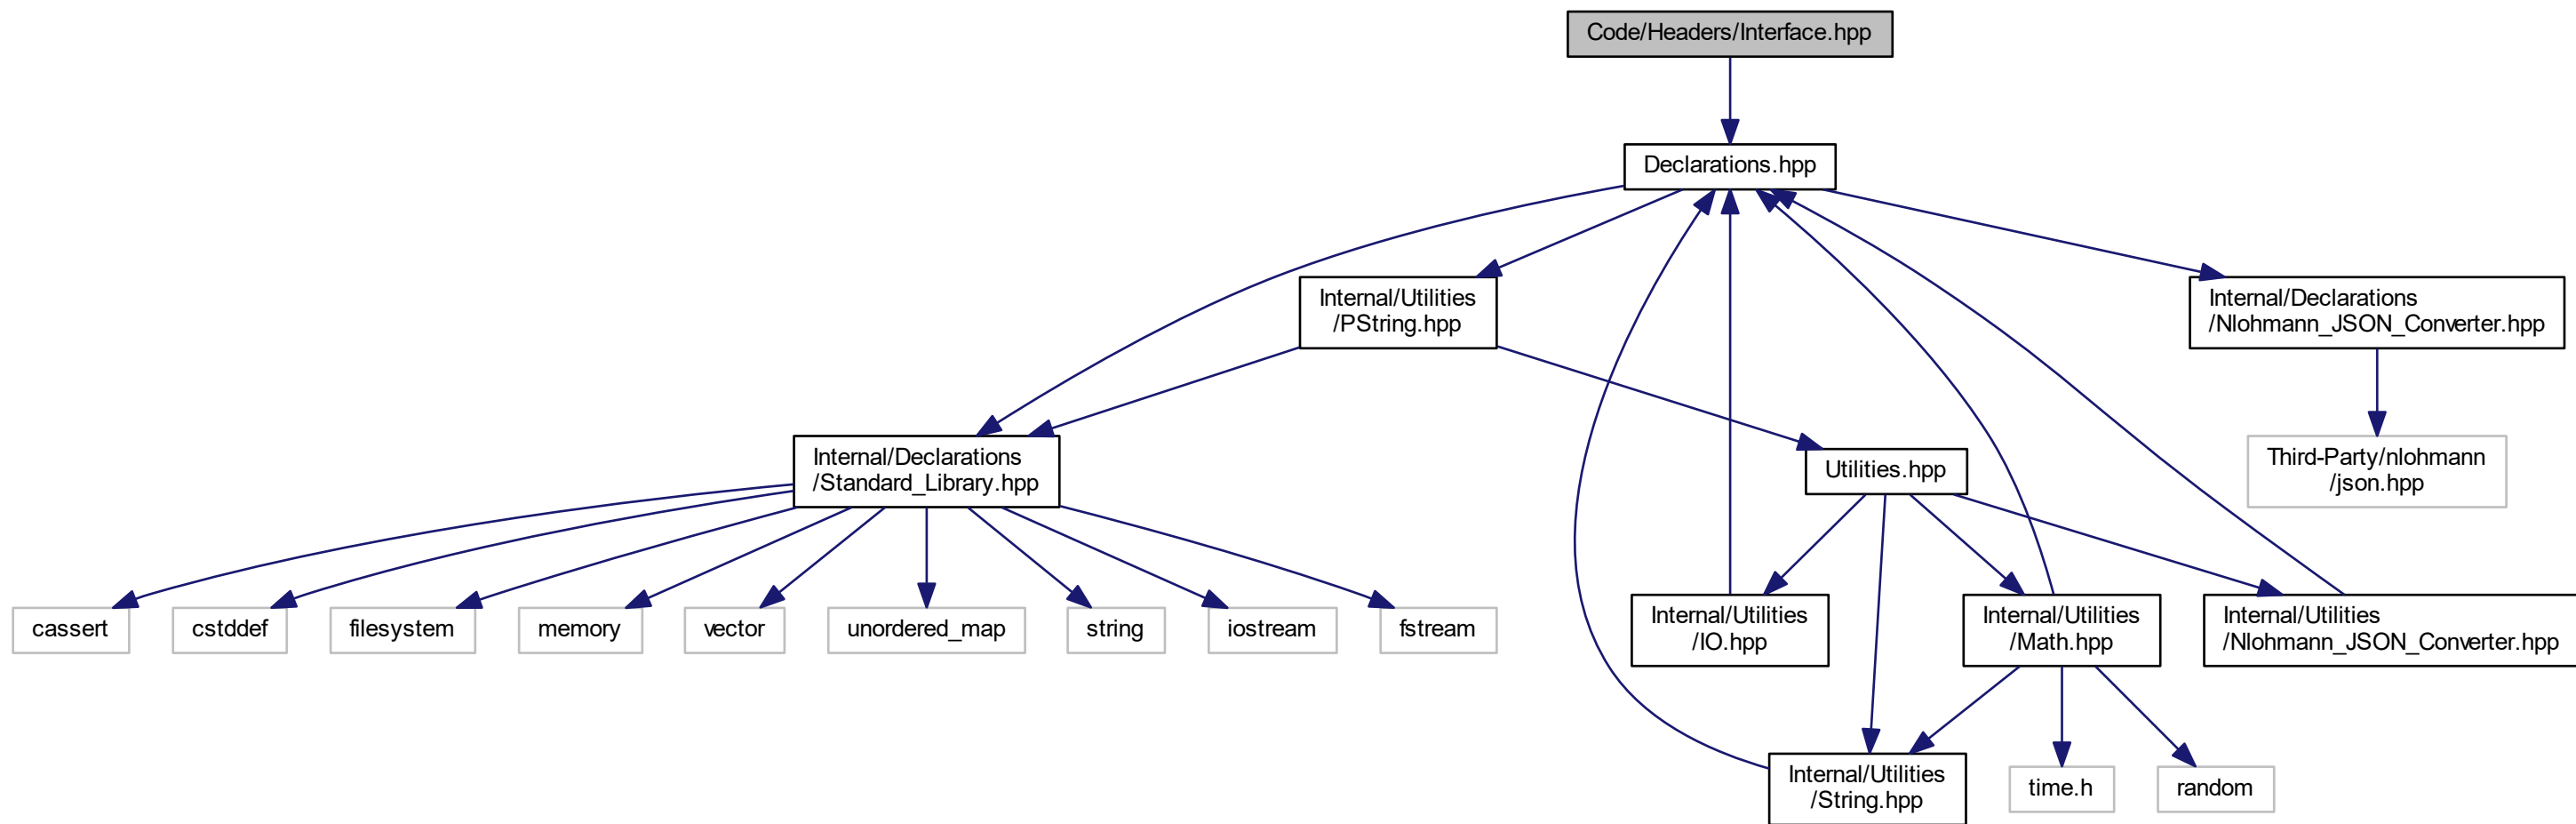 Code/Headers/Interface.hpp
Declarations.hpp
Internal/Utilities
/PString.hpp
Internal/Declarations
/Nlohmann_JSON_Converter.hpp
Internal/Declarations
/Standard_Library.hpp
Utilities.hpp
Third-Party/nlohmann
/json.hpp
cassert
cstddef
filesystem
memory
vector
unordered_map
string
iostream
fstream
Internal/Utilities
/IO.hpp
Internal/Utilities
/Math.hpp
Internal/Utilities
/Nlohmann_JSON_Converter.hpp
Internal/Utilities
/String.hpp
time.h
random